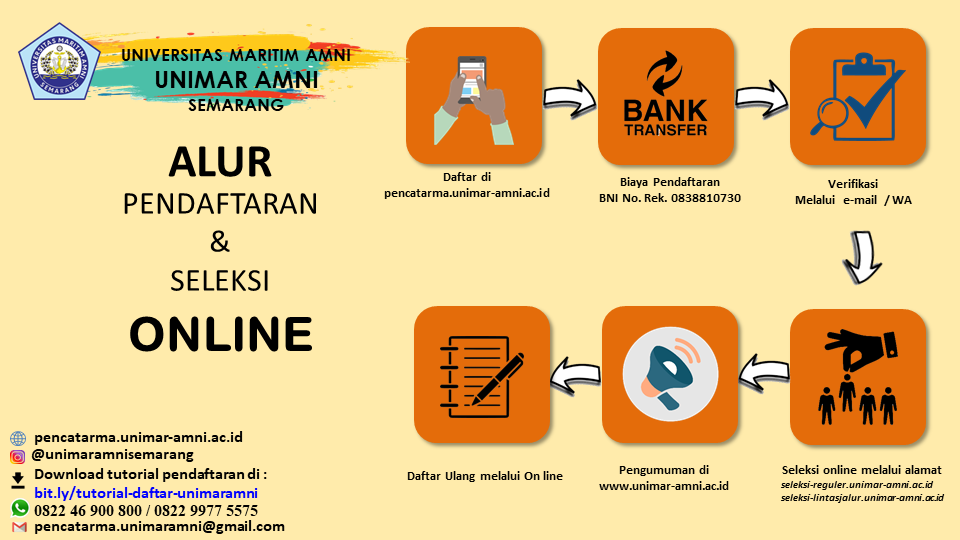 UNIVERSITAS MARITIM AMNI
SEMARANG
UNIVERSITAS MARITIM AMNI
UNIMAR AMNI
SEMARANG
ALUR
PENDAFTARAN
&
SELEKSI
ONLINE
Daftar di
pencatarma.unimar-amni.ac.id
BANK
TRANSFER
Biaya Pendaftaran
BNI No. Rek. 0838810730
Verifikasi
Melalui e-mail / WA
Seleksi online melalui alamat
seleksi-reguler.unimar-amni.ac.id
seleksi-lintasjalur.unimar-amni.ac.id
Pengumuman di
www.unimar-amni.ac.id
Daftar Ulang melalui On line
pencatarma.unimar-amni.ac.id
@unimaramnisemarang
Download tutorial pendaftaran di :
bit.ly/tutorial-daftar-unimaramni
0822 46 900 800 / 0822 9977 5575
pencatarma.unimaramni@gmail.com